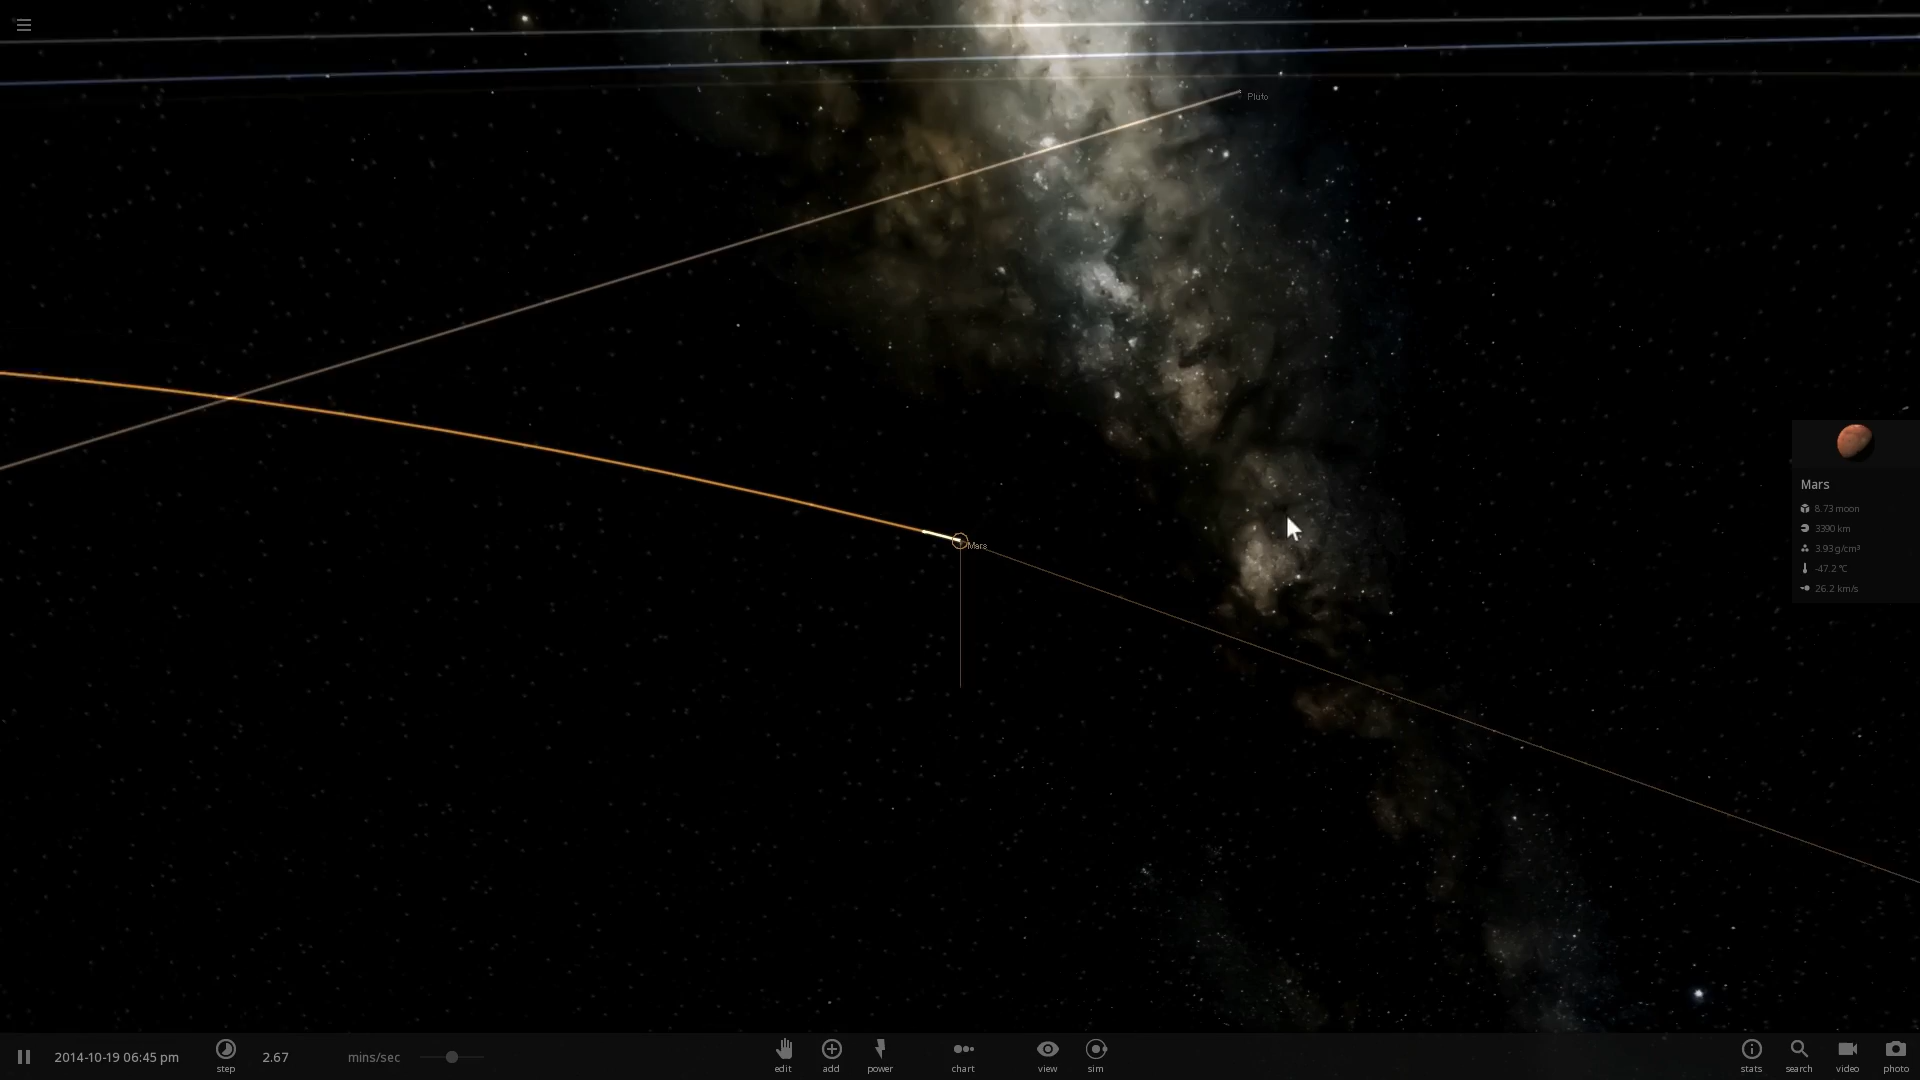 Pluto
Mars
Mars
8.73 moon
3390 km
3.93 g/cm³
-47.2 °C
26.2 km/s
2014-10-19 06:45 pm
step
2.67
mins/sec
edit
add
power
chart
view
sim
stats
search
video
photo